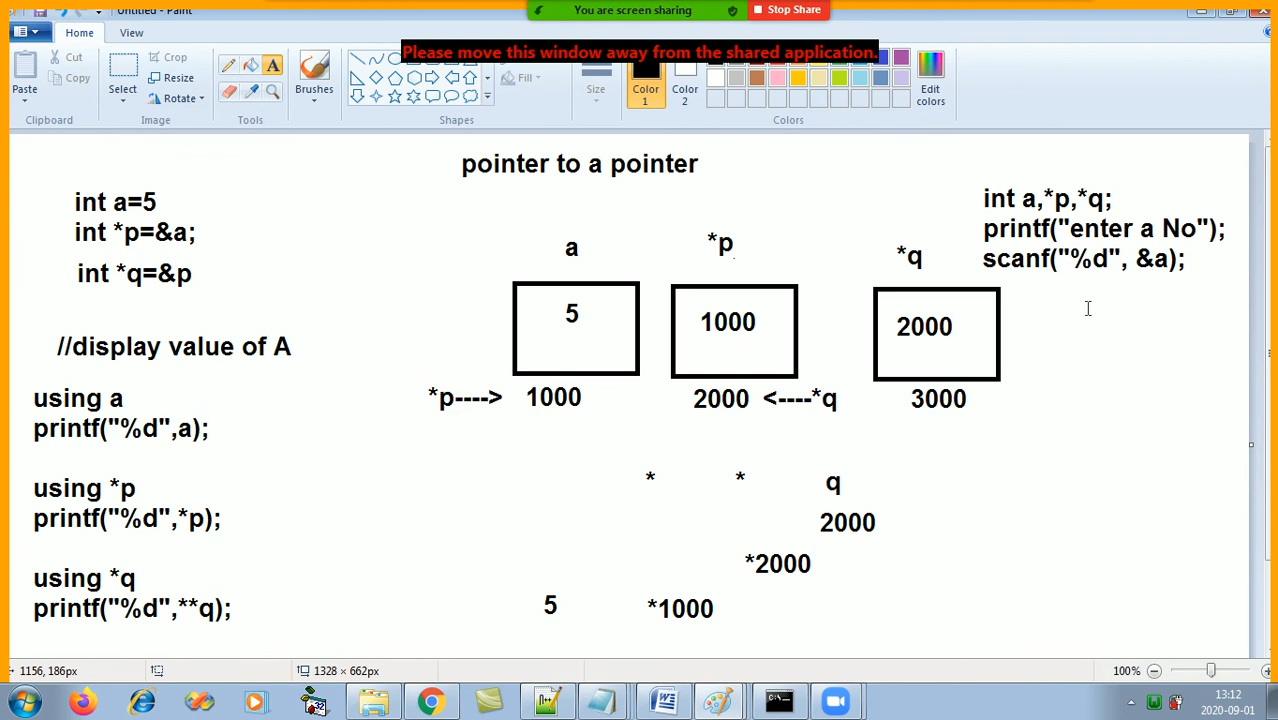 Untitled - Paint
You are screen sharing
Stop Share
Please move this window away from the shared application.
Home
View
Paste
Cut
Copy
Clipboard
Select
Crop
Resize
Rotate
Image
Tools
Brushes
Fill
Shapes
Size
Color 1
Color 2
Edit colors
Colors
pointer to a pointer
int a=5
int *p=&a;
int *q=&p
int a,*p,*q;
printf("enter a No");
scanf("%d", &a);
a
*p
*q
5
1000
2000
//display value of A
*p----> 1000
2000 <----*q
3000
using a
printf("%d",a);
using *p
printf("%d",*p);
using *q
printf("%d",**q);
* * q
2000
*2000
5 *1000
1156, 186px
1328 × 662px
100%
13:12
2020-09-01